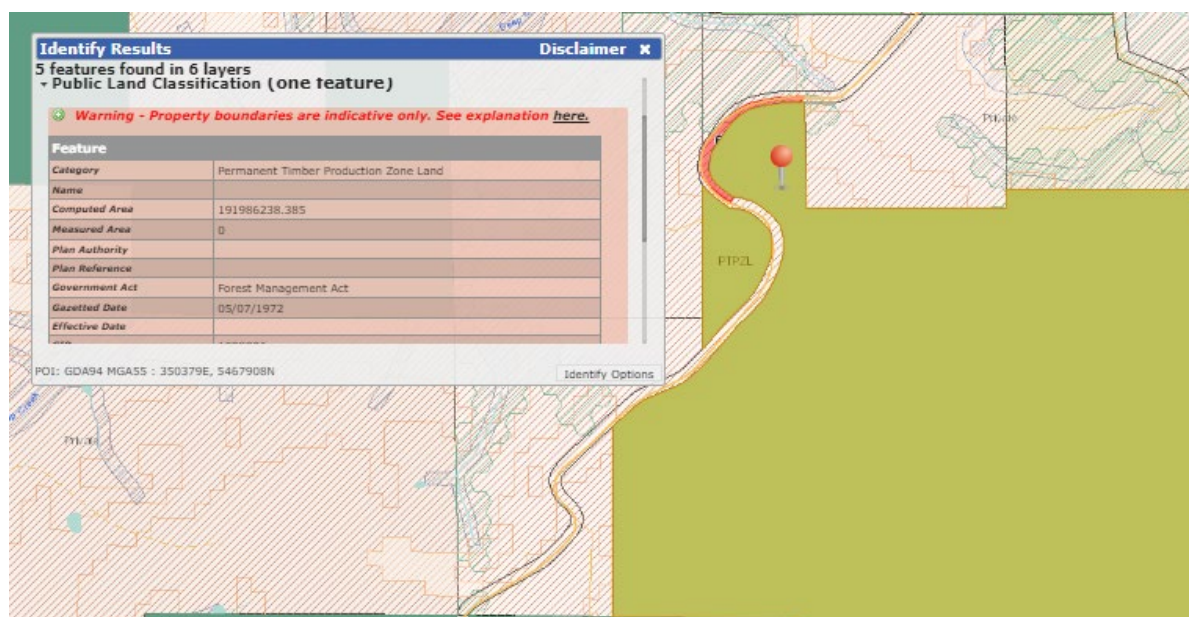 Identify Results Disclaimer ✖
5 features found in 6 layers
Public Land Classification (one feature)
Warning - Property boundaries are indicative only. See explanation here.
Feature
Category Permanent Timber Production Zone Land
Name
Computed Area 191986238.385
Measured Area 0
Plan Authority
Plan Reference
Government Act Forest Management Act
Gazetted Date 05/07/1972
Effective Date
POI: GDA94 MGA55 : 350379E, 5467908N Identify Options
Private
PTPZL
Private
Creek